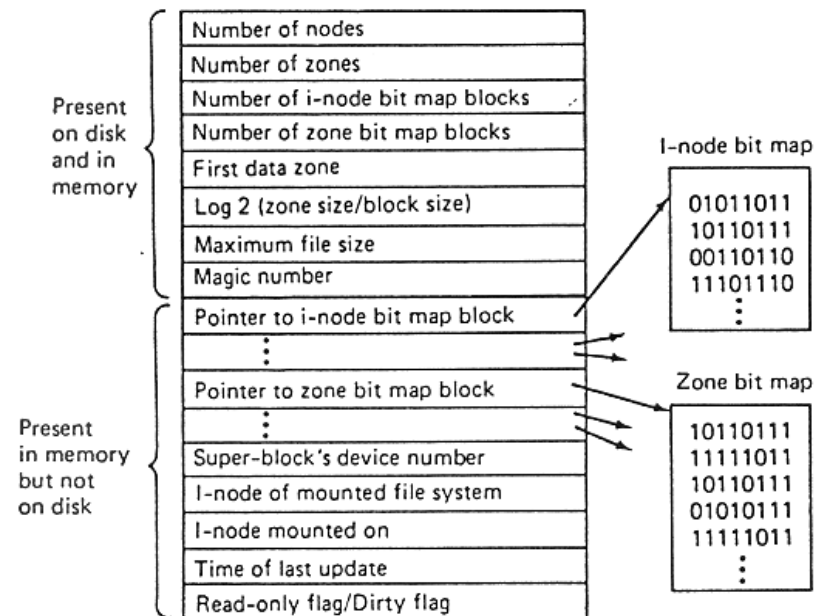 Present
on disk
and in
memory
Number of nodes
Number of zones
Number of i-node bit map blocks
Number of zone bit map blocks
First data zone
Log 2 (zone size/block size)
Maximum file size
Magic number
Present
in memory
but not
on disk
Pointer to i-node bit map block
Pointer to zone bit map block
Super-block's device number
I-node of mounted file system
I-node mounted on
Time of last update
Read-only flag/Dirty flag
I-node bit map
01011011
10110111
00110110
11101110
Zone bit map
10110111
11111011
10110111
01010111
11111011